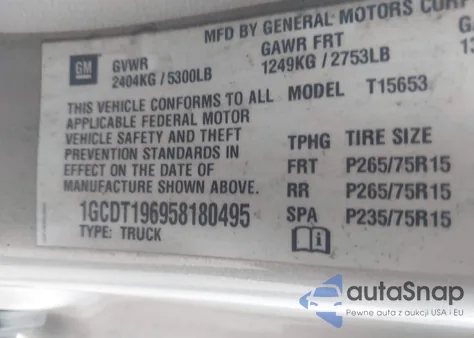 MFD BY GENERAL MOTORS CORP
GM
GVWR
GAWR FRT
2404KG / 5300LB
1249KG / 2753LB
THIS VEHICLE CONFORMS TO ALL
APPLICABLE FEDERAL MOTOR
VEHICLE SAFETY AND THEFT
PREVENTION STANDARDS IN
EFFECT ON THE DATE OF
MANUFACTURE SHOWN ABOVE.
1GCDT196958180495
TYPE: TRUCK
MODEL T15653
TPHG TIRE SIZE
FRT P265/75R15
RR P265/75R15
SPA P235/75R15
autoSnap
Pewne auta z aukcji USA i EU